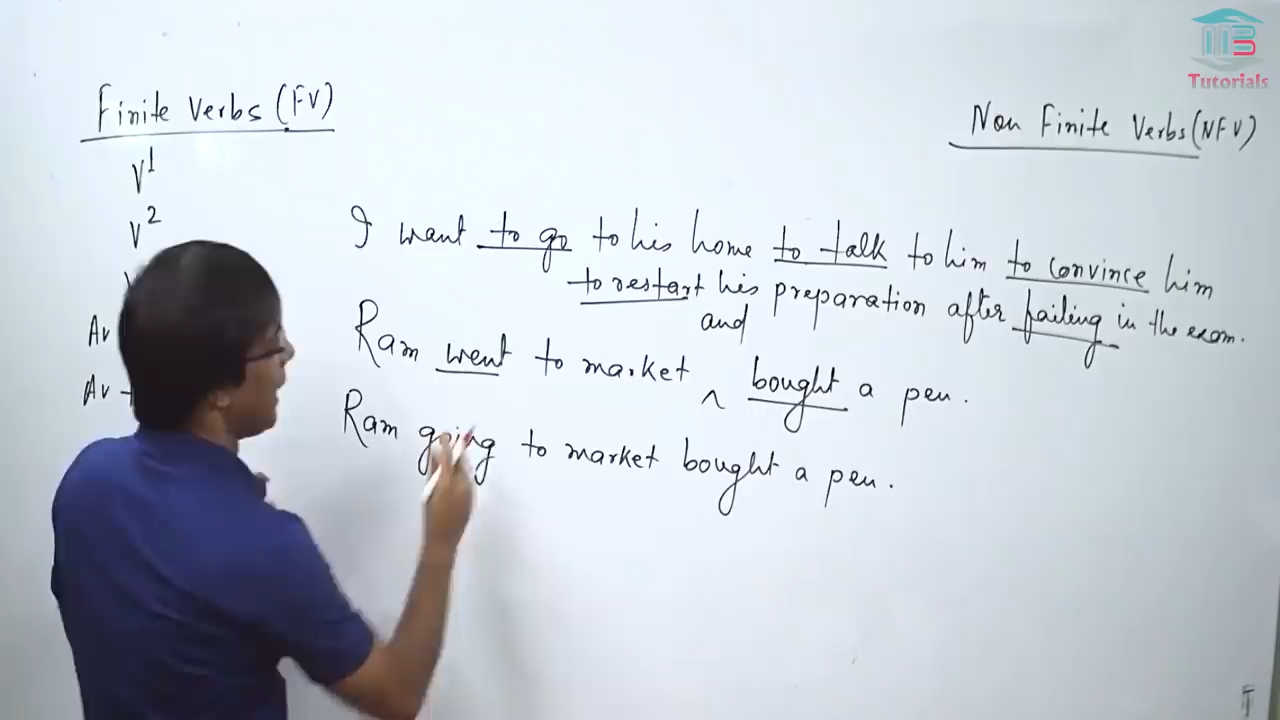 MB
Tutorials
Finite Verbs (FV)
Non Finite Verbs (NFV)
V1
V2
Av
Av
I want to go to his home to talk to him to convince him
to restart his preparation after failing in the exam.
and
Ram went to market ^ bought a pen.
Ram going to market bought a pen.